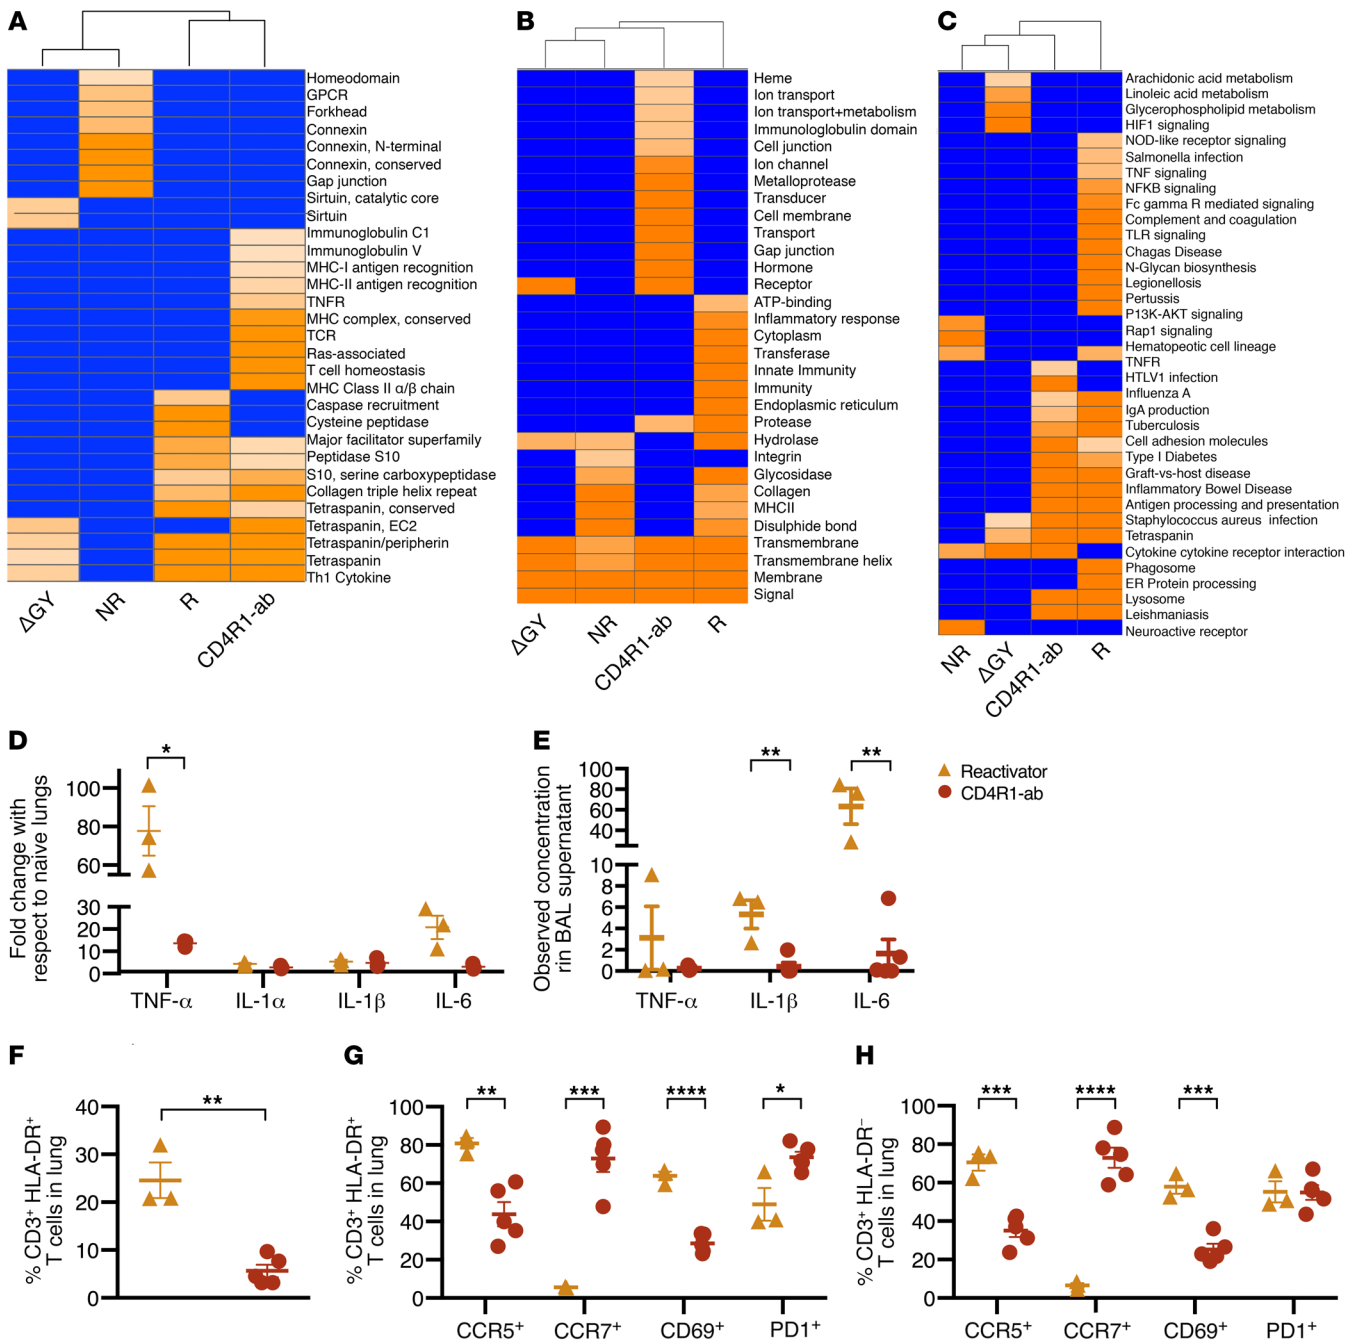 A
Homeodomain
GPCR
Forkhead
Connexin
Connexin, N-terminal
Connexin, conserved
Gap junction
Sirtuin, catalytic core
Sirtuin
Immunoglobulin C1
Immunoglobulin V
MHC-I antigen recognition
MHC-II antigen recognition
TNFR
MHC complex, conserved
TCR
Ras-associated
T cell homeostasis
MHC Class II α/β chain
Caspase recruitment
Cysteine peptidase
Major facilitator superfamily
Peptidase S10
S10, serine carboxypeptidase
Collagen triple helix repeat
Tetraspanin, conserved
Tetraspanin, EC2
Tetraspanin/peripherin
Tetraspanin
Th1 Cytokine
ΔGY
NR
R
CD4R1-ab
B
Heme
Ion transport
Ion transport+metabolism
Immunologlobulin domain
Cell junction
Ion channel
Metalloprotease
Transducer
Cell membrane
Transport
Gap junction
Hormone
Receptor
ATP-binding
Inflammatory response
Cytoplasm
Transferase
Innate Immunity
Immunity
Endoplasmic reticulum
Protease
Hydrolase
Integrin
Glycosidase
Collagen
MHCII
Disulphide bond
Transmembrane
Transmembrane helix
Membrane
Signal
ΔGY
NR
CD4R1-ab
R
C
Arachidonic acid metabolism
Linoleic acid metabolism
Glycerophospholipid metabolism
HIF1 signaling
NOD-like receptor signaling
Salmonella infection
TNF signaling
NFKB signaling
Fc gamma R mediated signaling
Complement and coagulation
TLR signaling
Chagas Disease
N-Glycan biosynthesis
Legionellosis
Pertussis
P13K-AKT signaling
Rap1 signaling
Hematopoetic cell lineage
TNFR
HTLV1 infection
Influenza A
IgA production
Tuberculosis
Cell adhesion molecules
Type I Diabetes
Graft-vs-host disease
Inflammatory Bowel Disease
Antigen processing and presentation
Staphylococcus aureus infection
Tetraspanin
Cytokine cytokine receptor interaction
Phagosome
ER Protein processing
Lysosome
Leishmaniasis
Neuroactive receptor
NR
ΔGY
CD4R1-ab
R
D
Fold change with
respect to naive lungs
100
80
60
30
20
10
0
*
TNF-α
IL-1α
IL-1β
IL-6
E
Observed concentration
rin BAL supernatant
100
80
60
40
10
8
6
4
2
0
**
**
TNF-α
IL-1β
IL-6
Reactivator
CD4R1-ab
F
% CD3+ HLA-DR+
T cells in lung
40
30
20
10
0
**
G
% CD3+ HLA-DR+
T cells in lung
100
80
60
40
20
0
**
***
****
*
CCR5+
CCR7+
CD69+
PD1+
H
% CD3+ HLA-DR−
T cells in lung
100
80
60
40
20
0
***
****
***
CCR5+
CCR7+
CD69+
PD1+